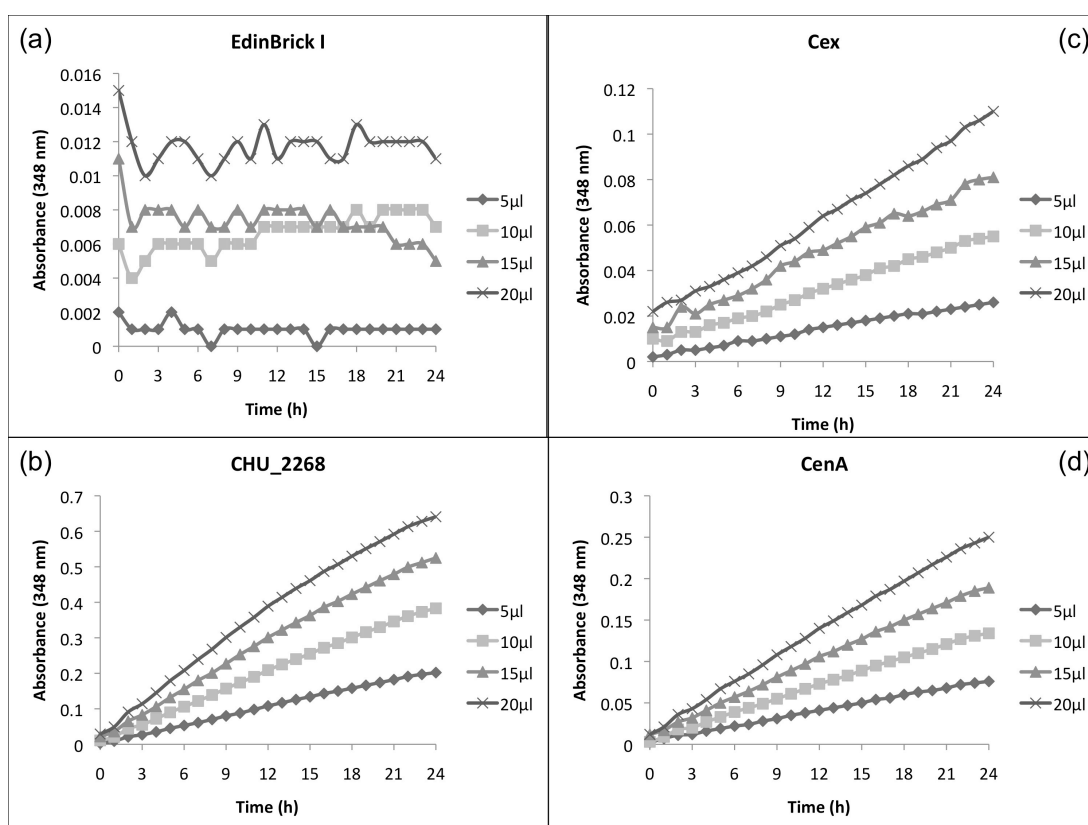 (a)
EdinBrick I
Absorbance (348 nm)
0.016
0.014
0.012
0.01
0.008
0.006
0.004
0.002
0
0 3 6 9 12 15 18 21 24
Time (h)
5µl
10µl
15µl
20µl
(c)
Cex
Absorbance (348 nm)
0.12
0.1
0.08
0.06
0.04
0.02
0
0 3 6 9 12 15 18 21 24
Time (h)
5µl
10µl
15µl
20µl
(b)
CHU_2268
Absorbance (348 nm)
0.7
0.6
0.5
0.4
0.3
0.2
0.1
0
0 3 6 9 12 15 18 21 24
Time (h)
5µl
10µl
15µl
20µl
(d)
CenA
Absorbance (348 nm)
0.3
0.25
0.2
0.15
0.1
0.05
0
0 3 6 9 12 15 18 21 24
Time (h)
5µl
10µl
15µl
20µl